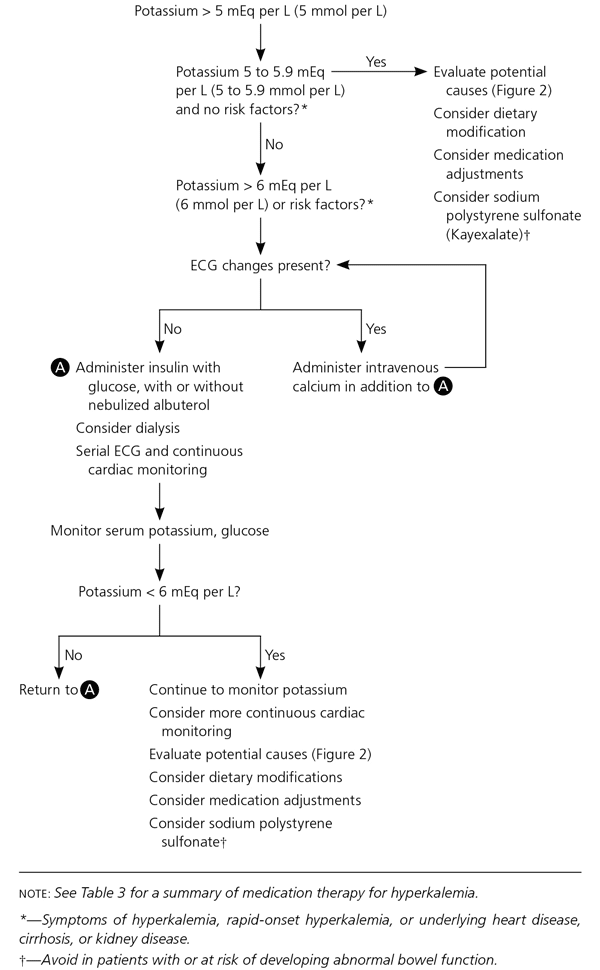 Potassium > 5 mEq per L (5 mmol per L)
Potassium 5 to 5.9 mEq
per L (5 to 5.9 mmol per L)
and no risk factors?*
Yes
Evaluate potential
causes (Figure 2)
Consider dietary
modification
Consider medication
adjustments
Consider sodium
polystyrene sulfonate
(Kayexalate)†
No
Potassium > 6 mEq per L
(6 mmol per L) or risk factors?*
ECG changes present?
No
Yes
A Administer insulin with
glucose, with or without
nebulized albuterol
Consider dialysis
Serial ECG and continuous
cardiac monitoring
Administer intravenous
calcium in addition to A
Monitor serum potassium, glucose
Potassium < 6 mEq per L?
No
Yes
Return to A
Continue to monitor potassium
Consider more continuous cardiac
monitoring
Evaluate potential causes (Figure 2)
Consider dietary modifications
Consider medication adjustments
Consider sodium polystyrene
sulfonate†
NOTE: See Table 3 for a summary of medication therapy for hyperkalemia.
*—Symptoms of hyperkalemia, rapid-onset hyperkalemia, or underlying heart disease,
cirrhosis, or kidney disease.
†—Avoid in patients with or at risk of developing abnormal bowel function.